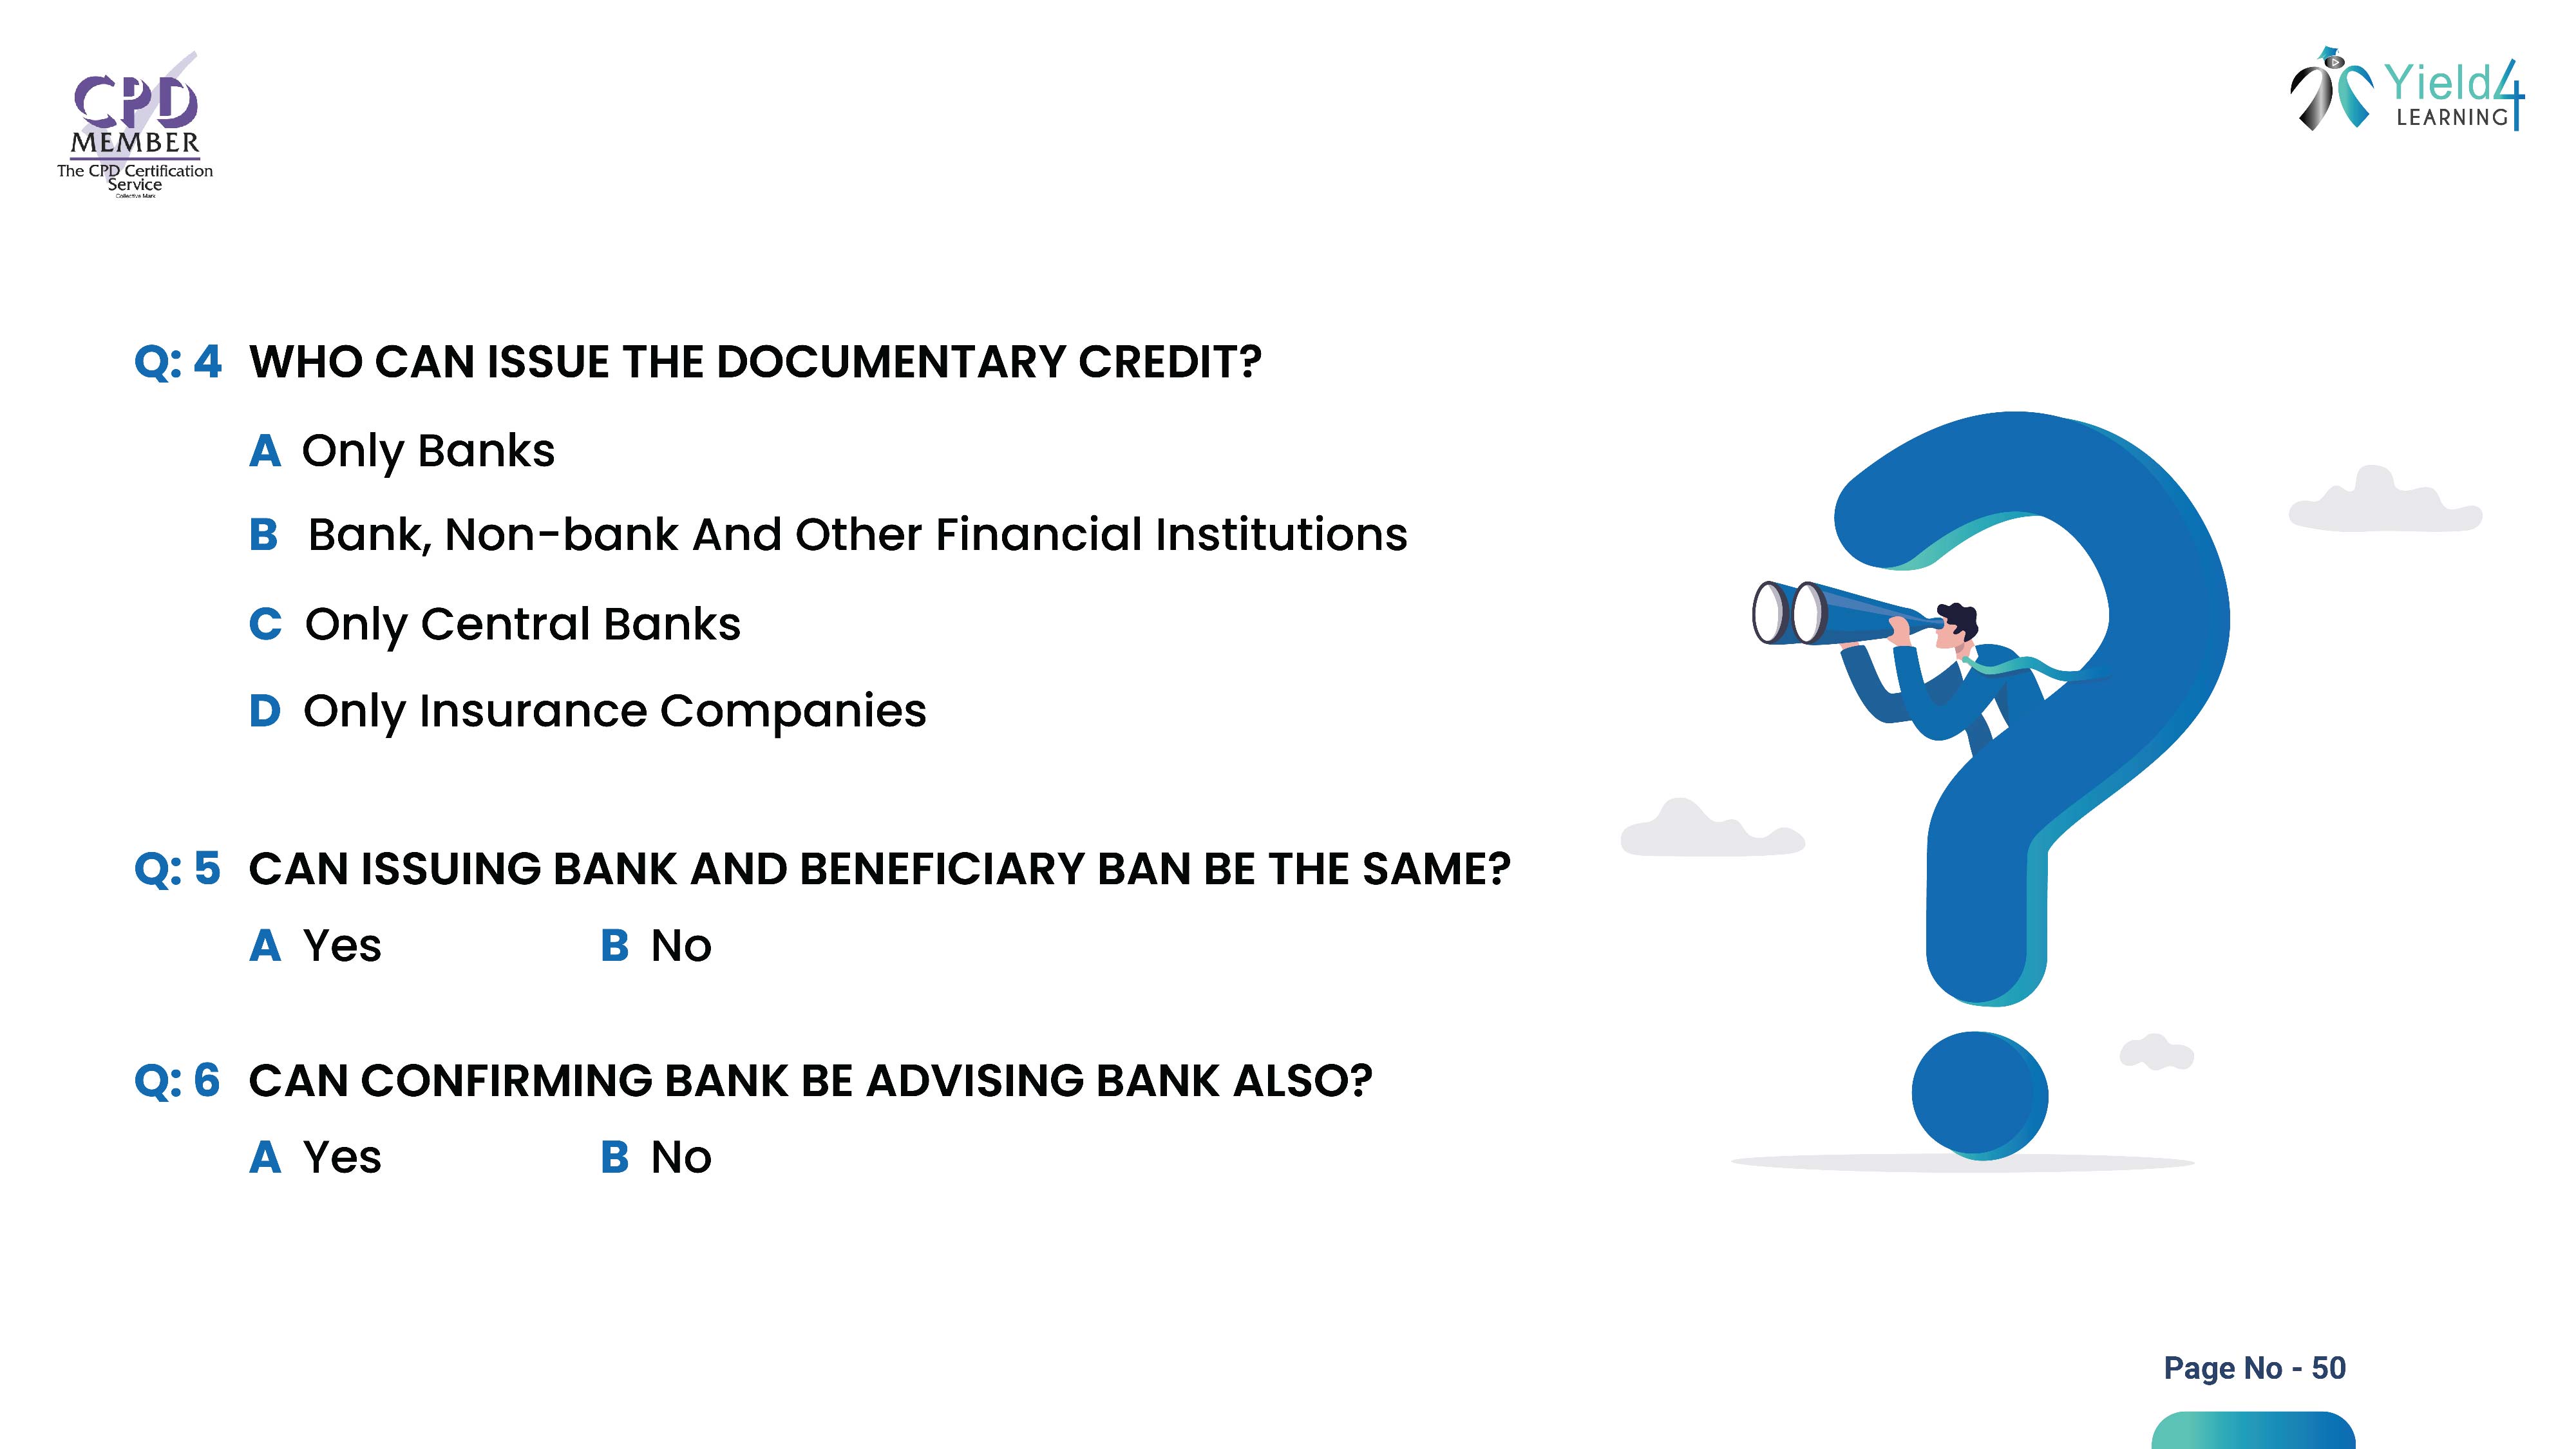 CPD
MEMBER
The CPD Certification
Service
Collective Mark
Yield4
LEARNING
Q: 4 WHO CAN ISSUE THE DOCUMENTARY CREDIT?
A Only Banks
B Bank, Non-bank And Other Financial Institutions
C Only Central Banks
D Only Insurance Companies
Q: 5 CAN ISSUING BANK AND BENEFICIARY BAN BE THE SAME?
A Yes B No
Q: 6 CAN CONFIRMING BANK BE ADVISING BANK ALSO?
A Yes B No
Page No - 50